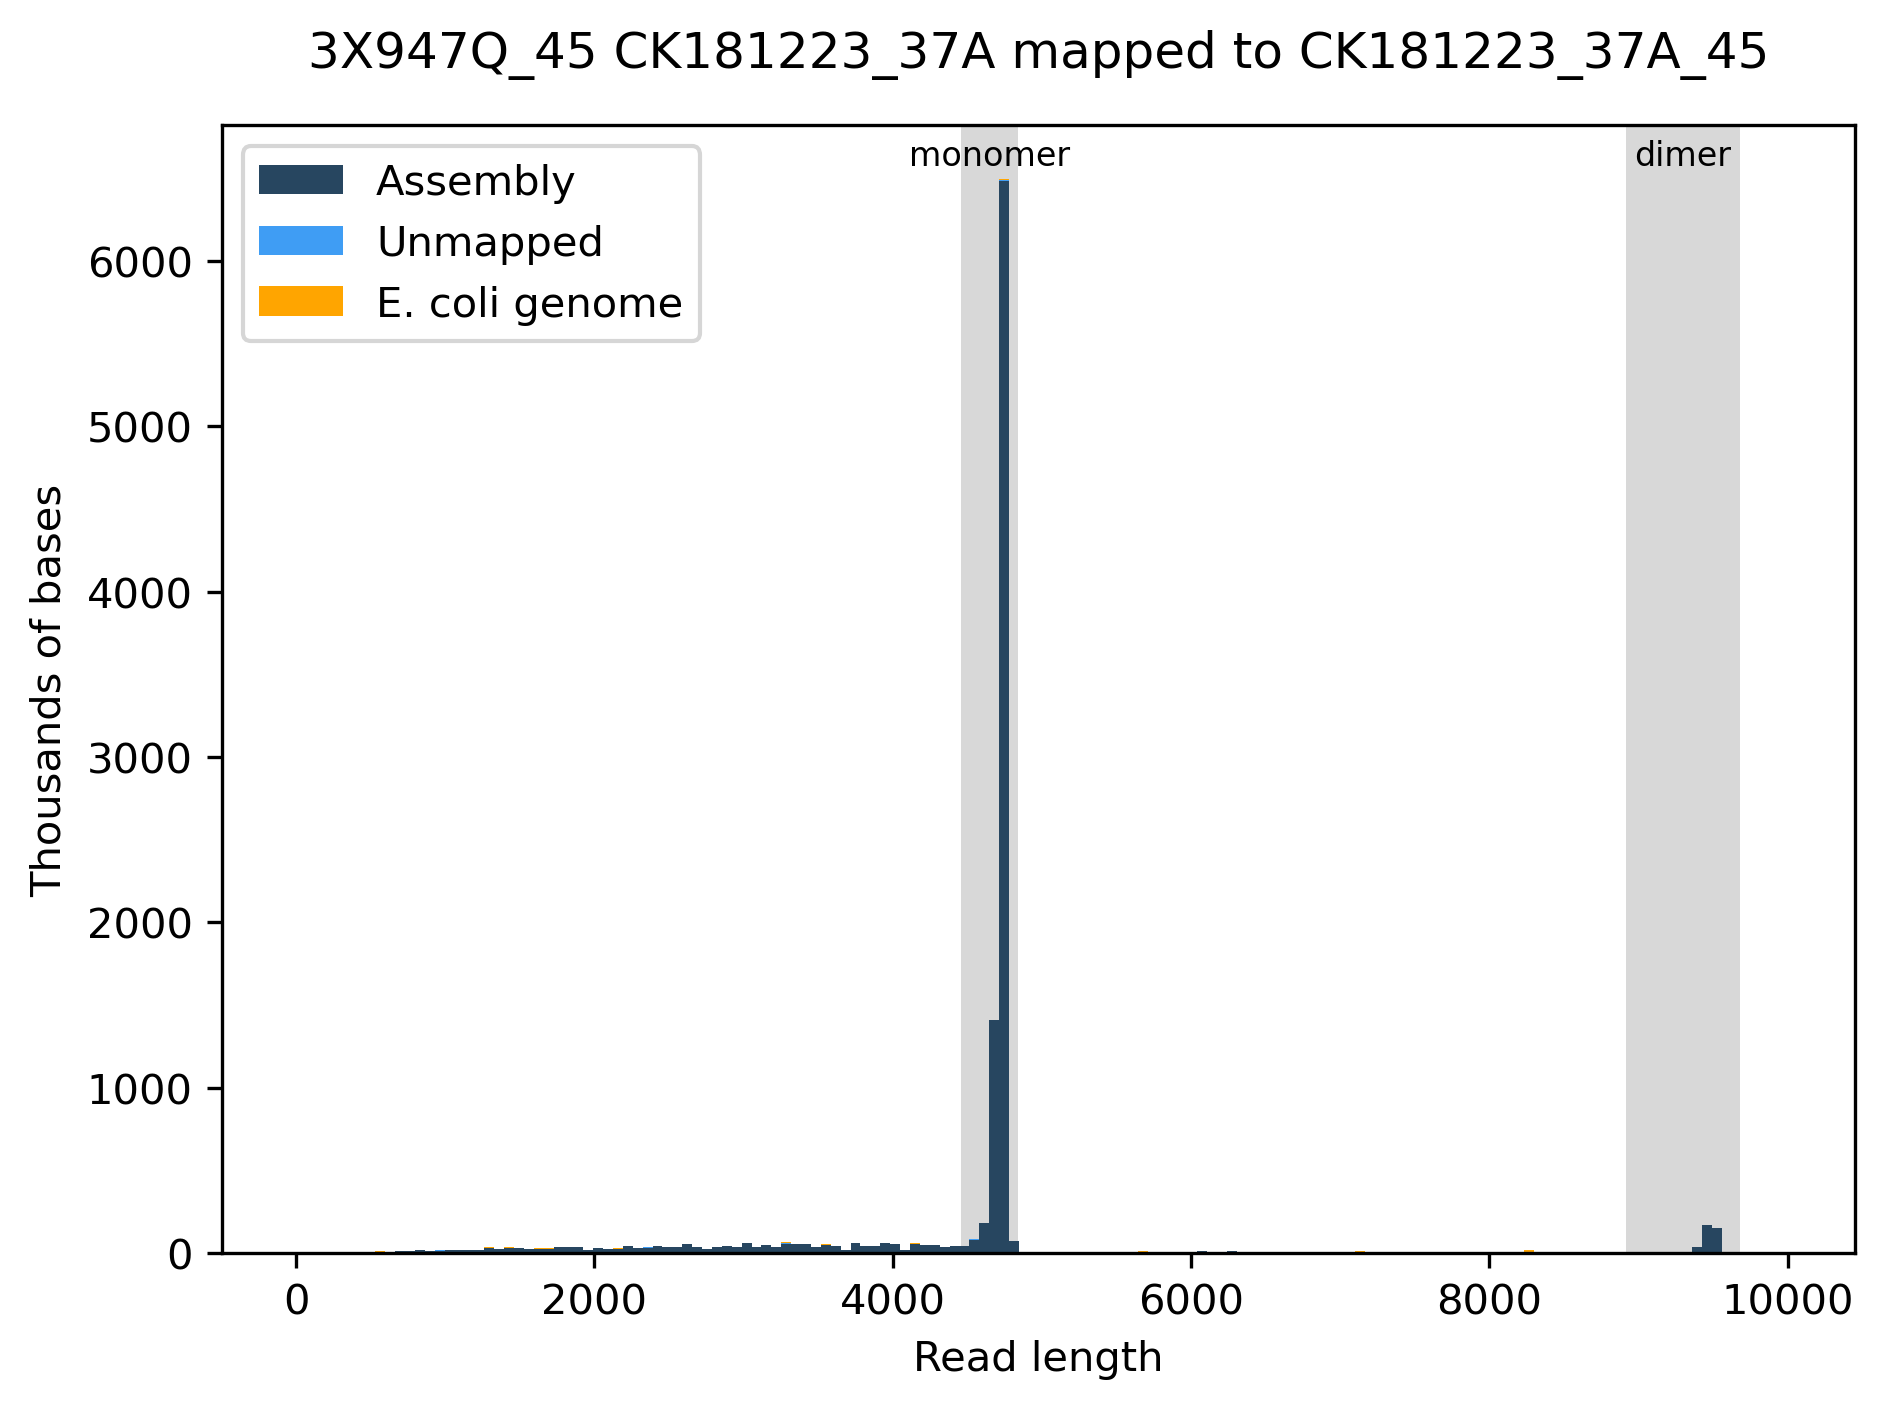 3X947Q_45 CK181223_37A mapped to CK181223_37A_45
monomer
dimer
Assembly
Unmapped
E. coli genome
6000
5000
4000
3000
2000
1000
0
Thousands of bases
0
2000
4000
6000
8000
10000
Read length